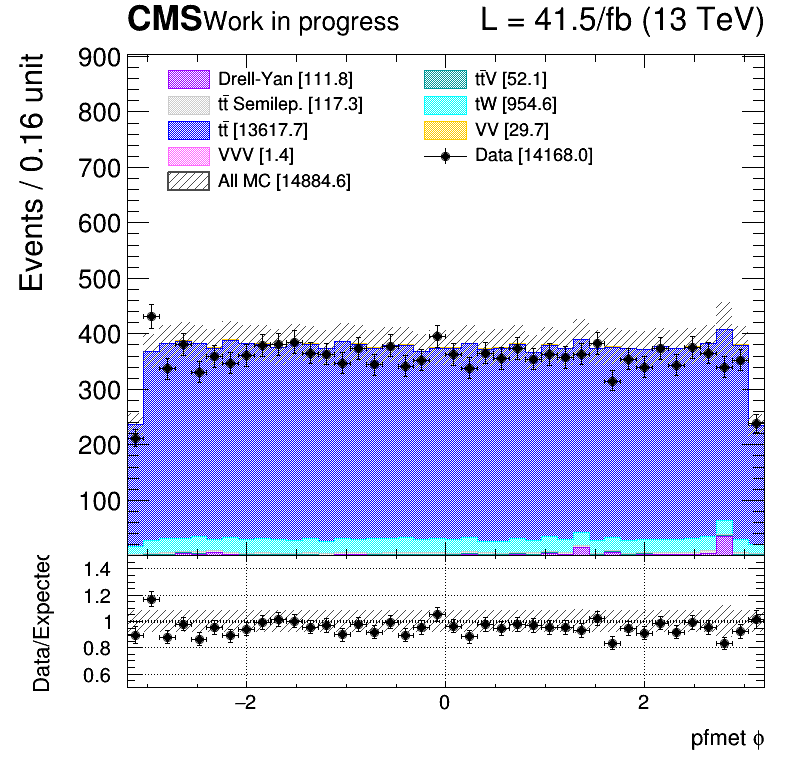 CMS Work in progress L = 41.5/fb (13 TeV)
Events / 0.16 unit
900
800
700
600
500
400
300
200
100
Drell-Yan [111.8]
tt̄ Semilep. [117.3]
tt̄ [13617.7]
VVV [1.4]
All MC [14884.6]
tt̄V [52.1]
tW [954.6]
VV [29.7]
Data [14168.0]
Data/Expected
1.4
1.2
1
0.8
0.6
−2 0 2
pfmet ϕ